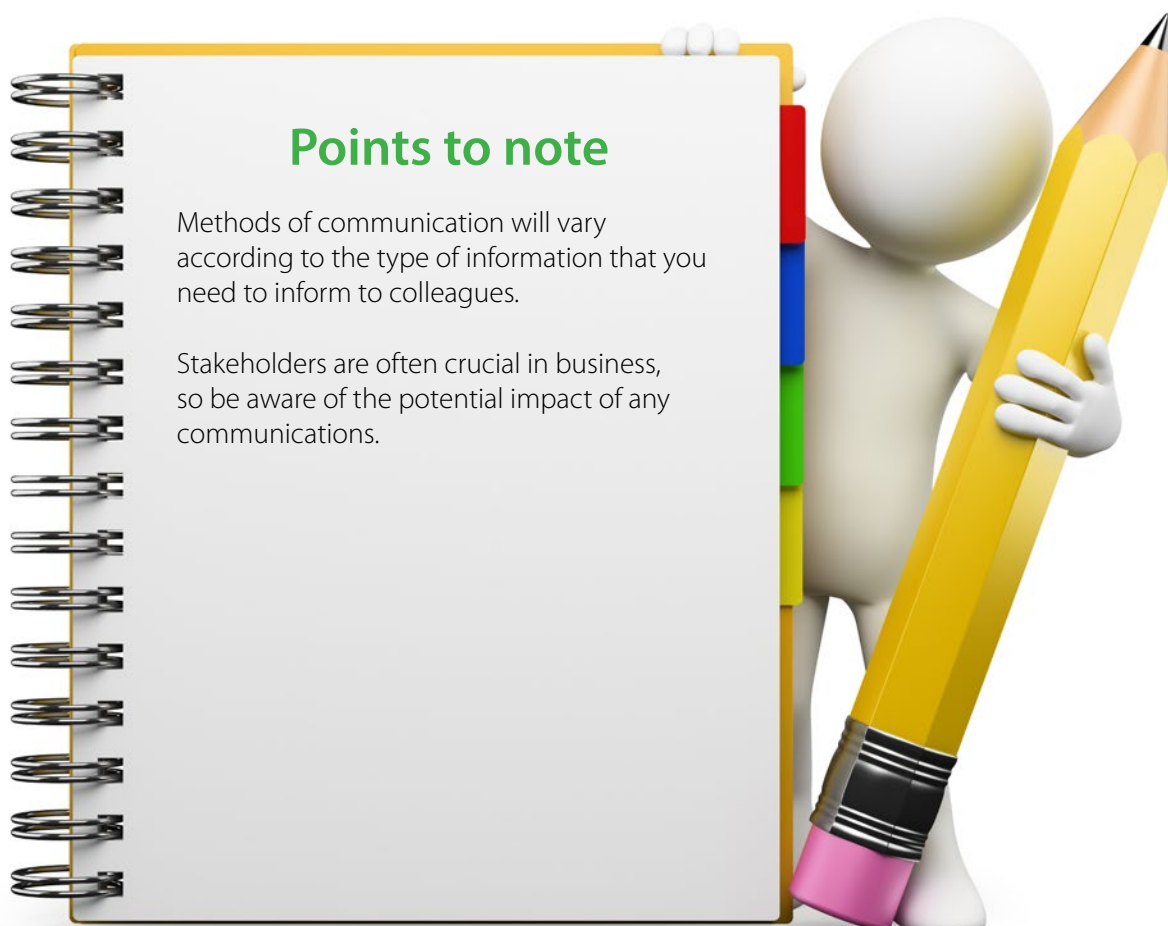 Points to note
Methods of communication will vary
according to the type of information that you
need to inform to colleagues.
Stakeholders are often crucial in business,
so be aware of the potential impact of any
communications.